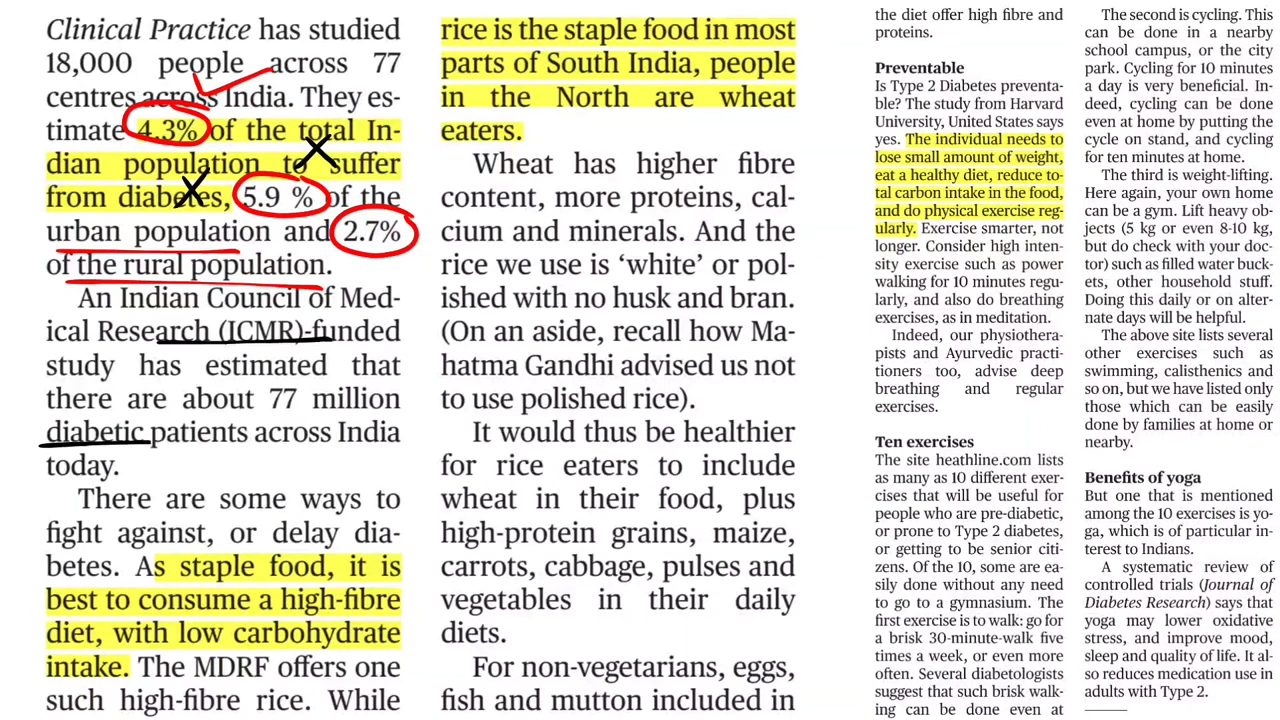 Clinical Practice has studied
18,000 people across 77
centres across India. They es-
timate 4.3% of the total In-
dian population to suffer
from diabetes, 5.9 % of the
urban population and 2.7%
of the rural population.
An Indian Council of Med-
ical Research (ICMR)-funded
study has estimated that
there are about 77 million
diabetic patients across India
today.
There are some ways to
fight against, or delay dia-
betes. As staple food, it is
best to consume a high-fibre
diet, with low carbohydrate
intake. The MDRF offers one
such high-fibre rice. While
rice is the staple food in most
parts of South India, people
in the North are wheat
eaters.
Wheat has higher fibre
content, more proteins, cal-
cium and minerals. And the
rice we use is ‘white’ or pol-
ished with no husk and bran.
(On an aside, recall how Ma-
hatma Gandhi advised us not
to use polished rice).
It would thus be healthier
for rice eaters to include
wheat in their food, plus
high-protein grains, maize,
carrots, cabbage, pulses and
vegetables in their daily
diets.
For non-vegetarians, eggs,
fish and mutton included in
the diet offer high fibre and
proteins.
Preventable
Is Type 2 Diabetes preventa-
ble? The study from Harvard
University, United States says
yes. The individual needs to
lose small amount of weight,
eat a healthy diet, reduce to-
tal carbon intake in the food,
and do physical exercise reg-
ularly. Exercise smarter, not
longer. Consider high inten-
sity exercise such as power
walking for 10 minutes regu-
larly, and also do breathing
exercises, as in meditation.
Indeed, our physiothera-
pists and Ayurvedic practi-
tioners too, advise deep
breathing and regular
exercises.
Ten exercises
The site heathline.com lists
as many as 10 different exer-
cises that will be useful for
people who are pre-diabetic,
or prone to Type 2 diabetes,
or getting to be senior citi-
zens. Of the 10, some are ea-
sily done without any need
to go to a gymnasium. The
first exercise is to walk: go for
a brisk 30-minute-walk five
times a week, or even more
often. Several diabetologists
suggest that such brisk walk-
ing can be done even at
The second is cycling. This
can be done in a nearby
school campus, or the city
park. Cycling for 10 minutes
a day is very beneficial. In-
deed, cycling can be done
even at home by putting the
cycle on stand, and cycling
for ten minutes at home.
The third is weight-lifting.
Here again, your own home
can be a gym. Lift heavy ob-
jects (5 kg or even 8-10 kg,
but do check with your doc-
tor) such as filled water buck-
ets, other household stuff.
Doing this daily or on alter-
nate days will be helpful.
The above site lists several
other exercises such as
swimming, calisthenics and
so on, but we have listed only
those which can be easily
done by families at home or
nearby.
Benefits of yoga
But one that is mentioned
among the 10 exercises is yo-
ga, which is of particular in-
terest to Indians.
A systematic review of
controlled trials (Journal of
Diabetes Research) says that
yoga may lower oxidative
stress, and improve mood,
sleep and quality of life. It al-
so reduces medication use in
adults with Type 2.